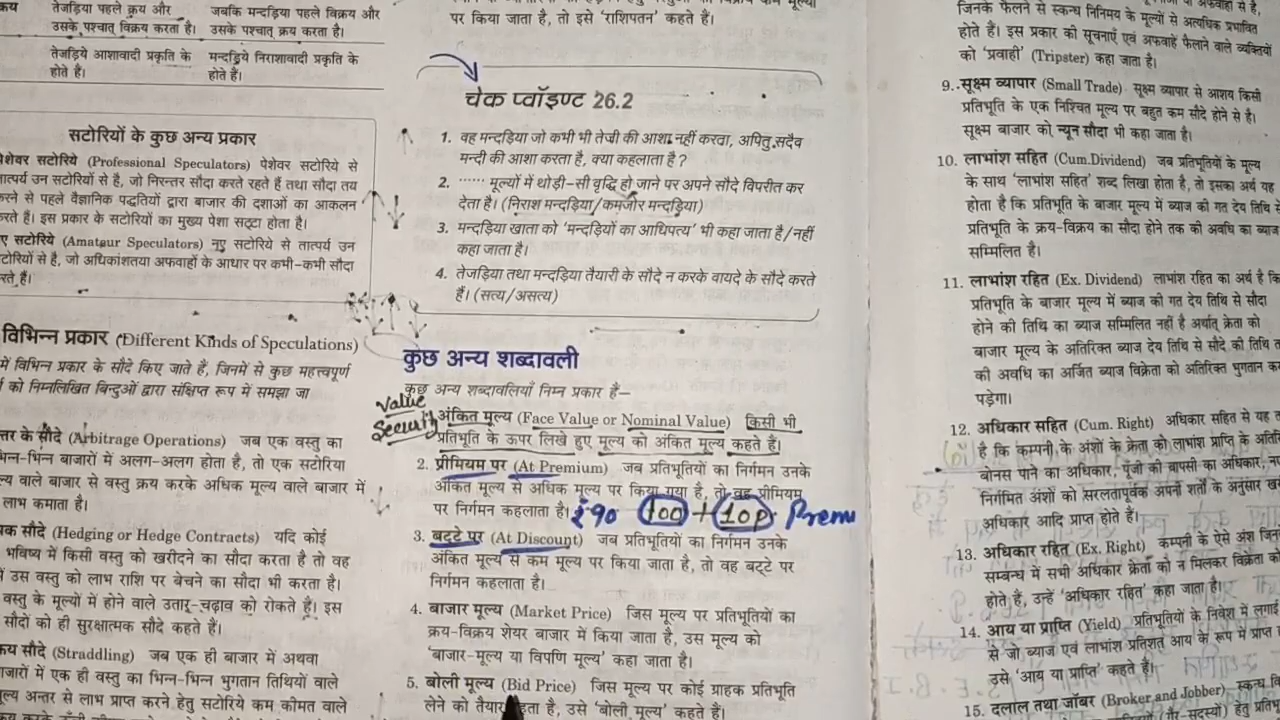 क्रय
तेजड़िया पहले क्रय और
उसके पश्चात् विक्रय करता है।
जबकि मन्दड़िया पहले विक्रय और
उसके पश्चात् क्रय करता है।
तेजड़िये आशावादी प्रकृति के
होते हैं।
मन्दड़िये निराशावादी प्रकृति के
होते हैं।
सटोरियों के कुछ अन्य प्रकार
पेशेवर सटोरिये (Professional Speculators) पेशेवर सटोरिये से
तात्पर्य उन सटोरियों से है, जो निरन्तर सौदा करते रहते हैं तथा सौदा तय
करने से पहले वैज्ञानिक पद्धतियों द्वारा बाजार की दशाओं का आकलन
करते हैं। इस प्रकार के सटोरियों का मुख्य पेशा सट्टा होता है।
ए सटोरिये (Amataur Speculators) नए सटोरिये से तात्पर्य उन
टोरियों से है, जो अधिकांशतया अफवाहों के आधार पर कभी-कभी सौदा
रते हैं।
विभिन्न प्रकार (Different Kinds of Speculations)
में विभिन्न प्रकार के सौदे किए जाते हैं, जिनमें से कुछ महत्त्वपूर्ण
को निम्नलिखित बिन्दुओं द्वारा संक्षिप्त रूप में समझा जा
तर के सौदे (Arbitrage Operations) जब एक वस्तु का
भिन्न-भिन्न बाजारों में अलग-अलग होता है, तो एक सटोरिया
ल्य वाले बाजार से वस्तु क्रय करके अधिक मूल्य वाले बाजार में
लाभ कमाता है।
क सौदे (Hedging or Hedge Contracts) यदि कोई
भविष्य में किसी वस्तु को खरीदने का सौदा करता है तो वह
उस वस्तु को लाभ राशि पर बेचने का सौदा भी करता है।
वस्तु के मूल्यों में होने वाले उतार-चढ़ाव को रोकते हैं। इस
सौदों को ही सुरक्षात्मक सौदे कहते हैं।
क्रय सौदे (Straddling) जब एक ही बाजार में अथवा
जारों में एक ही वस्तु का भिन्न-भिन्न भुगतान तिथियों वाले
मूल्य अन्तर से लाभ प्राप्त करने हेतु सटोरिये कम कीमत वाले
पर किया जाता है, तो इसे 'राशिपतन' कहते हैं।
चेक प्वॉइण्ट 26.2
1. वह मन्दड़िया जो कभी भी तेजी की आशा नहीं करता, अपितु सदैव
मन्दी की आशा करता है, क्या कहलाता है?
2. ...... मूल्यों में थोड़ी-सी वृद्धि हो जाने पर अपने सौदे विपरीत कर
देता है। (निराश मन्दड़िया/कमजोर मन्दड़िया)
3. मन्दड़िया खाता को 'मन्दड़ियों का आधिपत्य' भी कहा जाता है/नहीं
कहा जाता है।
4. तेजड़िया तथा मन्दड़िया तैयारी के सौदे न करके वायदे के सौदे करते
हैं। (सत्य/असत्य)
कुछ अन्य शब्दावली
कुछ अन्य शब्दावलियाँ निम्न प्रकार हैं—
Value
Security
अंकित मूल्य (Face Value or Nominal Value) किसी भी
प्रतिभूति के ऊपर लिखे हुए मूल्य को अंकित मूल्य कहते हैं।
2. प्रीमियम पर (At Premium) जब प्रतिभूतियों का निर्गमन उनके
अंकित मूल्य से अधिक मूल्य पर किया गया है, तो वह प्रीमियम
पर निर्गमन कहलाता है। ₹90 100 + 10p Prem
3. बट्टे पर (At Discount) जब प्रतिभूतियों का निर्गमन उनके
अंकित मूल्य से कम मूल्य पर किया जाता है, तो वह बट्टे पर
निर्गमन कहलाता है।
4. बाजार मूल्य (Market Price) जिस मूल्य पर प्रतिभूतियों का
क्रय-विक्रय शेयर बाजार में किया जाता है, उस मूल्य को
'बाजार-मूल्य या विपणि मूल्य' कहा जाता है।
5. बोली मूल्य (Bid Price) जिस मूल्य पर कोई ग्राहक प्रतिभूति
लेने को तैयार रहता है, उसे 'बोली मूल्य' कहते हैं।
जिनके फैलने से स्कन्ध विनिमय के मूल्यों से अत्यधिक प्रभावित
होते हैं। इस प्रकार की सूचनाएँ एवं अफवाहें फैलाने वाले व्यक्तियों
को 'प्रवाही' (Tripster) कहा जाता है।
9. सूक्ष्म व्यापार (Small Trade) सूक्ष्म व्यापार से आशय किसी
प्रतिभूति के एक निश्चित मूल्य पर बहुत कम सौदे होने से है।
सूक्ष्म बाजार को न्यून सौदा भी कहा जाता है।
10. लाभांश सहित (Cum.Dividend) जब प्रतिभूतियों के मूल्य
के साथ 'लाभांश सहित' शब्द लिखा होता है, तो इसका अर्थ यह
होता है कि प्रतिभूति के बाजार मूल्य में ब्याज की गत देय तिथि से
प्रतिभूति के क्रय-विक्रय का सौदा होने तक की अवधि का ब्याज
सम्मिलित है।
11. लाभांश रहित (Ex. Dividend) लाभांश रहित का अर्थ है कि
प्रतिभूति के बाजार मूल्य में ब्याज की गत देय तिथि से सौदा
होने की तिथि का ब्याज सम्मिलित नहीं है अर्थात् क्रेता को
बाजार मूल्य के अतिरिक्त ब्याज देय तिथि से सौदे की तिथि त
की अवधि का अर्जित ब्याज विक्रेता को अतिरिक्त भुगतान कर
पड़ेगा।
12. अधिकार सहित (Cum. Right) अधिकार सहित से यह
है कि कम्पनी के अंशों के क्रेता को लाभांश प्राप्ति के अति
बोनस पाने का अधिकार, पूंजी की वापसी का अधिकार,
निर्गमित अंशों को सरलतापूर्वक अपनी शर्तों के अनुसार
अधिकार आदि प्राप्त होते हैं।
13. अधिकार रहित (Ex. Right) कम्पनी के ऐसे अंश जिन
सम्बन्ध में सभी अधिकार क्रेता को न मिलकर विक्रेता को
होते हैं, उन्हें 'अधिकार रहित' कहा जाता है।
14. आय या प्राप्ति (Yield) प्रतिभूतियों के निवेश में लगाई
से जो ब्याज एवं लाभांश प्रतिशत आय के रूप में प्राप्त
उसे 'आय या प्राप्ति' कहते हैं।
15. दलाल तथा जॉबर (Broker and Jobber)